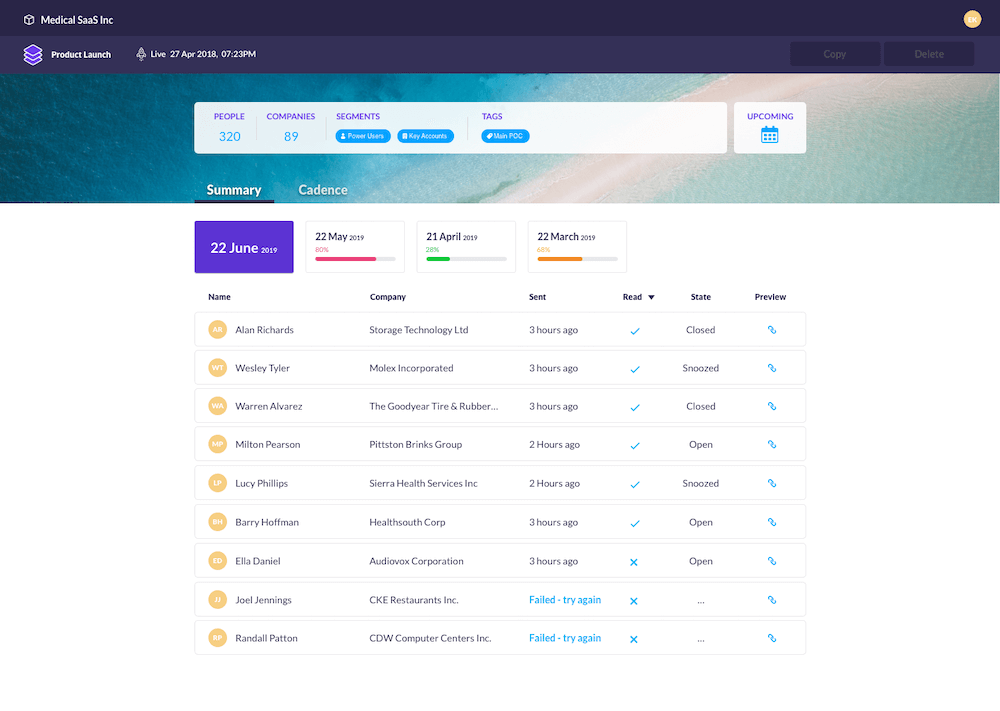 Medical SaaS Inc
EK
Product Launch
Live 27 Apr 2018, 07:23PM
Copy
Delete
PEOPLE COMPANIES SEGMENTS TAGS UPCOMING
320 89 Power Users Key Accounts Main POC
Summary Cadence
22 June 2019
22 May 2019
80%
21 April 2019
28%
22 March 2019
68%
Name Company Sent Read State Preview
AR Alan Richards Storage Technology Ltd 3 hours ago Closed
WT Wesley Tyler Molex Incorporated 3 hours ago Snoozed
WA Warren Alvarez The Goodyear Tire & Rubber... 3 hours ago Closed
MP Milton Pearson Pittston Brinks Group 2 Hours ago Open
LP Lucy Phillips Sierra Health Services Inc 2 Hours ago Snoozed
BH Barry Hoffman Healthsouth Corp 3 hours ago Open
ED Ella Daniel Audiovox Corporation 3 hours ago Open
JJ Joel Jennings CKE Restaurants Inc. Failed - try again ...
RP Randall Patton CDW Computer Centers Inc. Failed - try again ...